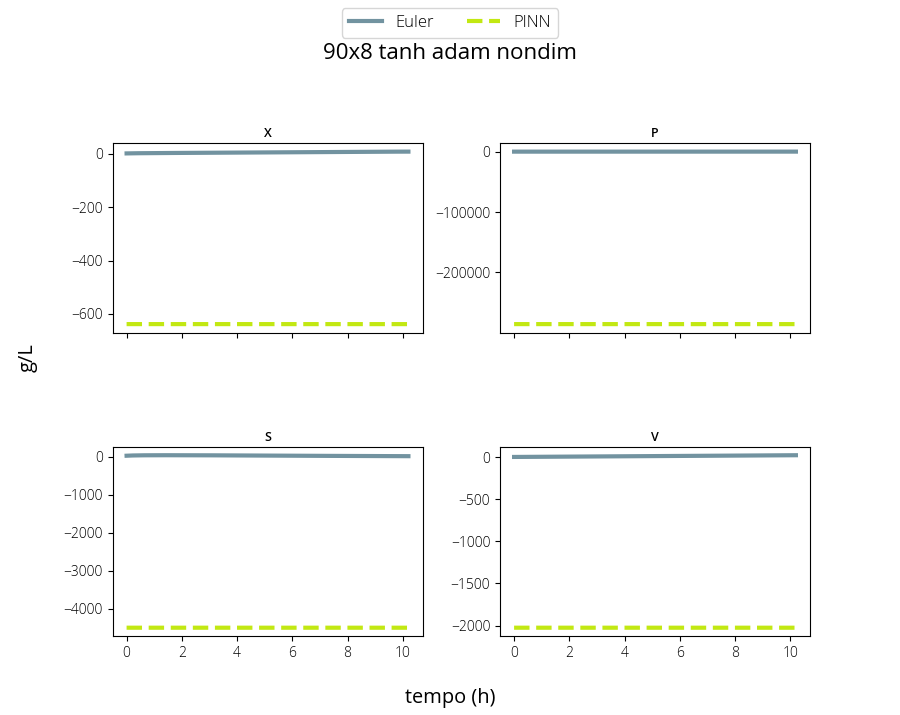 Euler PINN
90x8 tanh adam nondim
X
0
−200
−400
−600
P
0
−100000
−200000
g/L
S
0
−1000
−2000
−3000
−4000
0 2 4 6 8 10
V
0
−500
−1000
−1500
−2000
0 2 4 6 8 10
tempo (h)